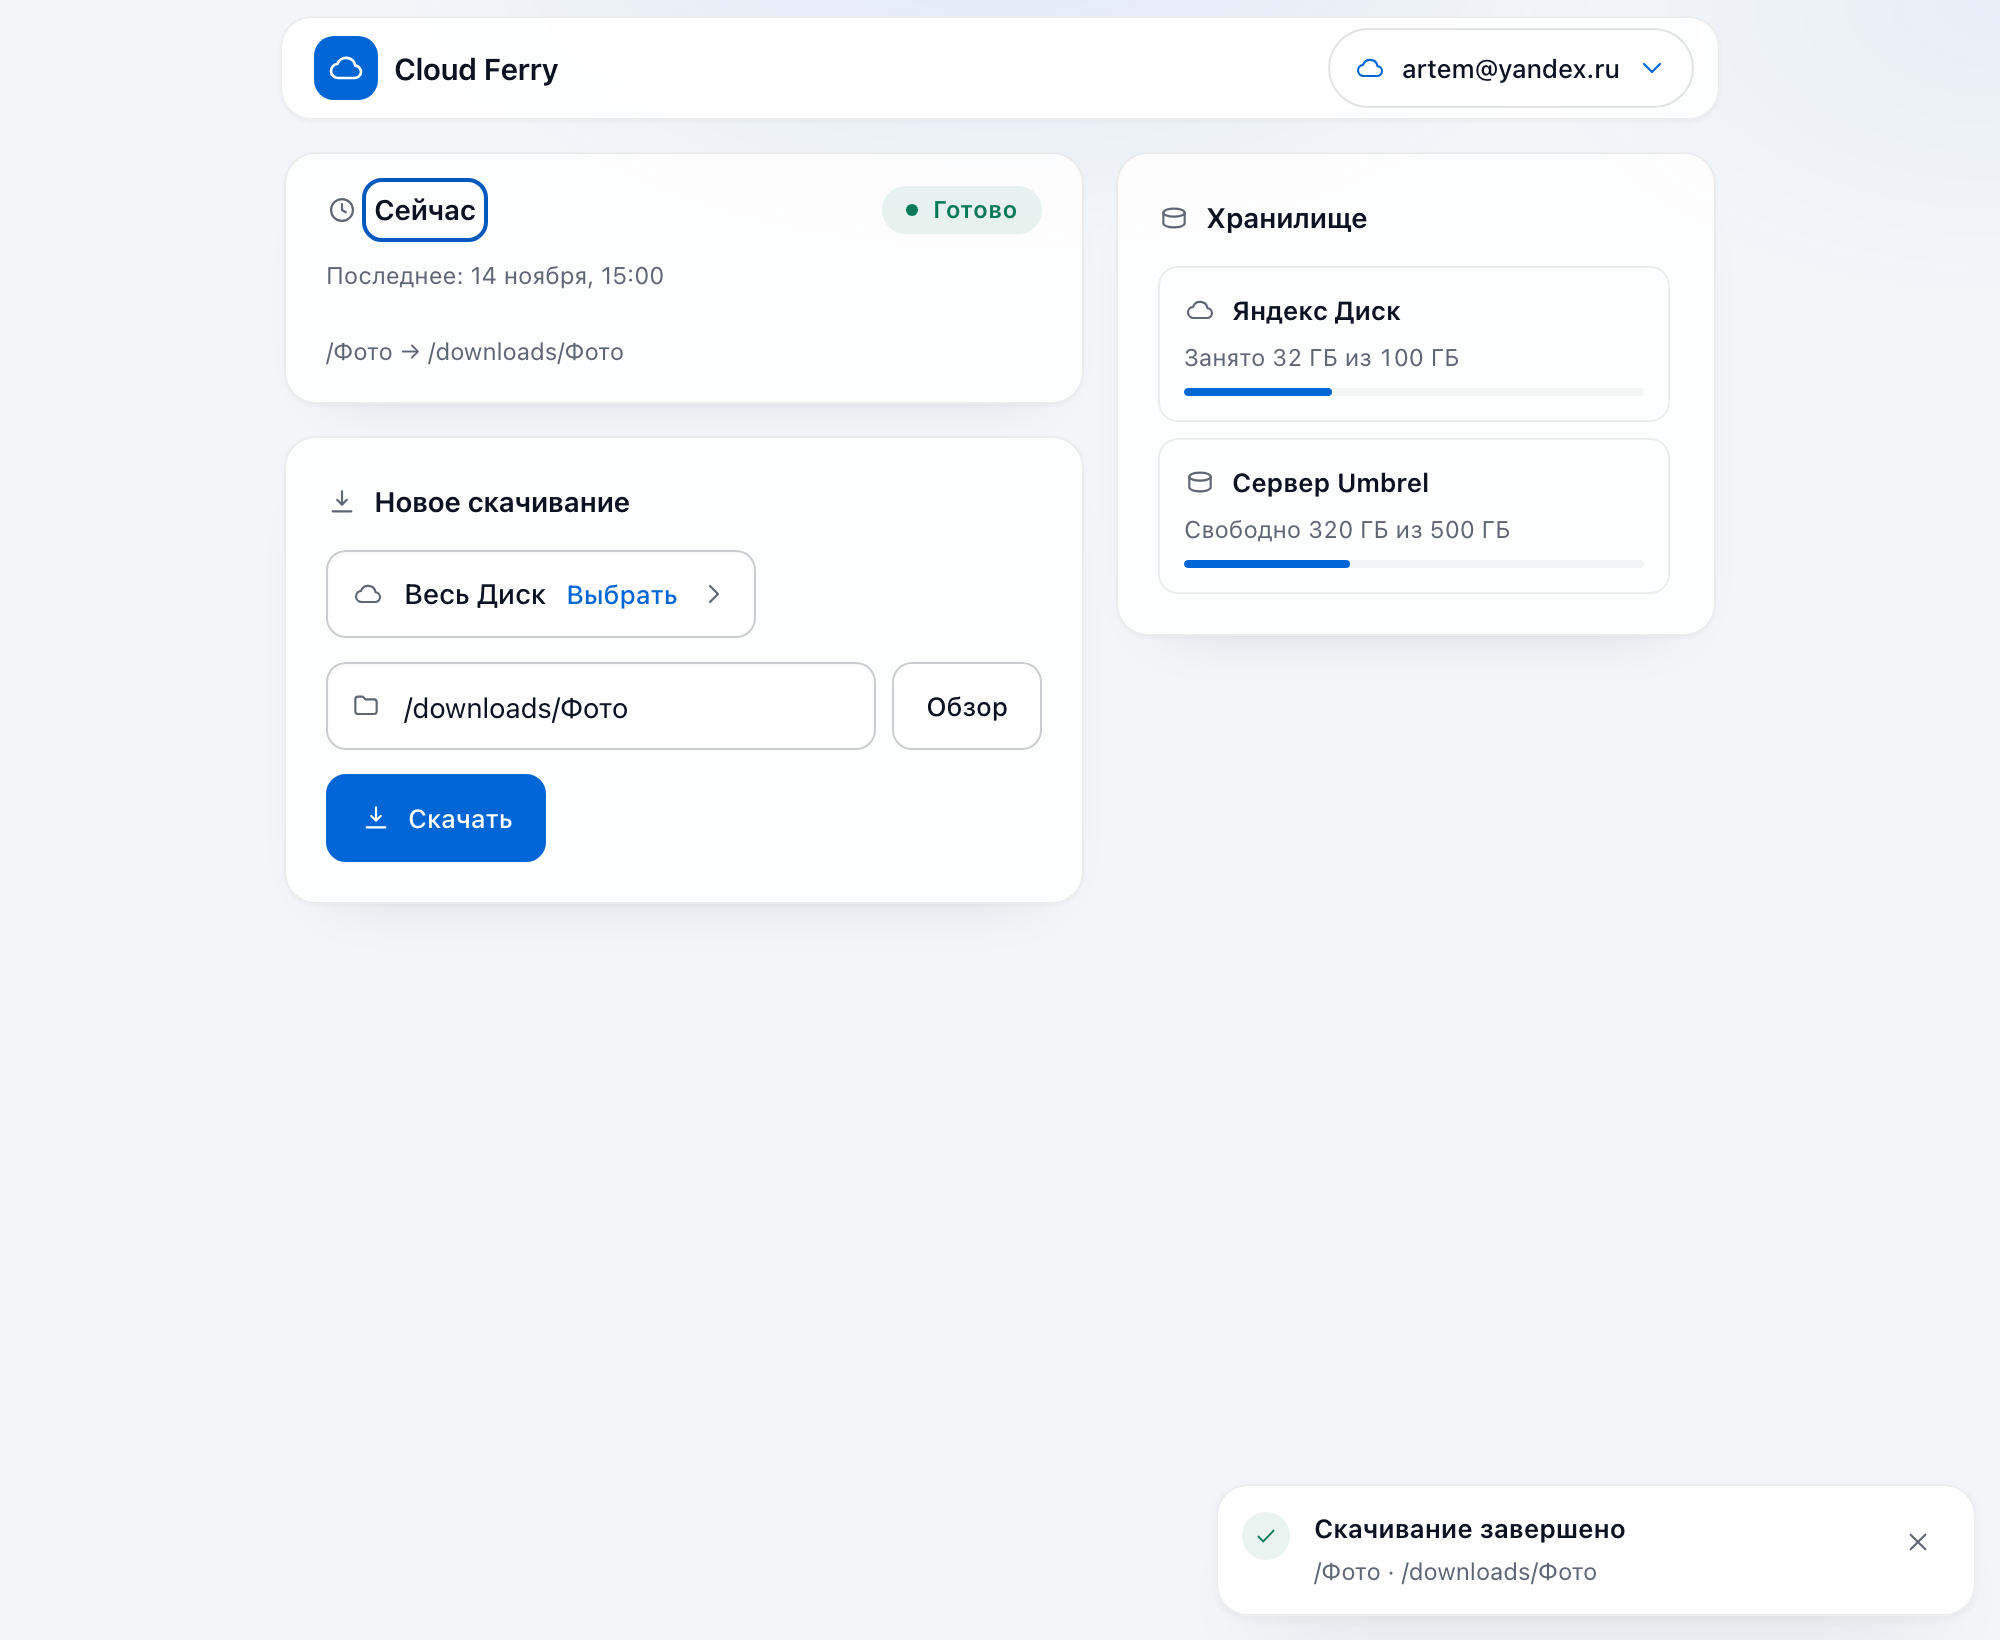 Cloud Ferry
artem@yandex.ru
Сейчас
Готово
Последнее: 14 ноября, 15:00
/Фото → /downloads/Фото
Новое скачивание
Весь Диск Выбрать
/downloads/Фото
Обзор
Скачать
Хранилище
Яндекс Диск
Занято 32 ГБ из 100 ГБ
Сервер Umbrel
Свободно 320 ГБ из 500 ГБ
Скачивание завершено
/Фото · /downloads/Фото